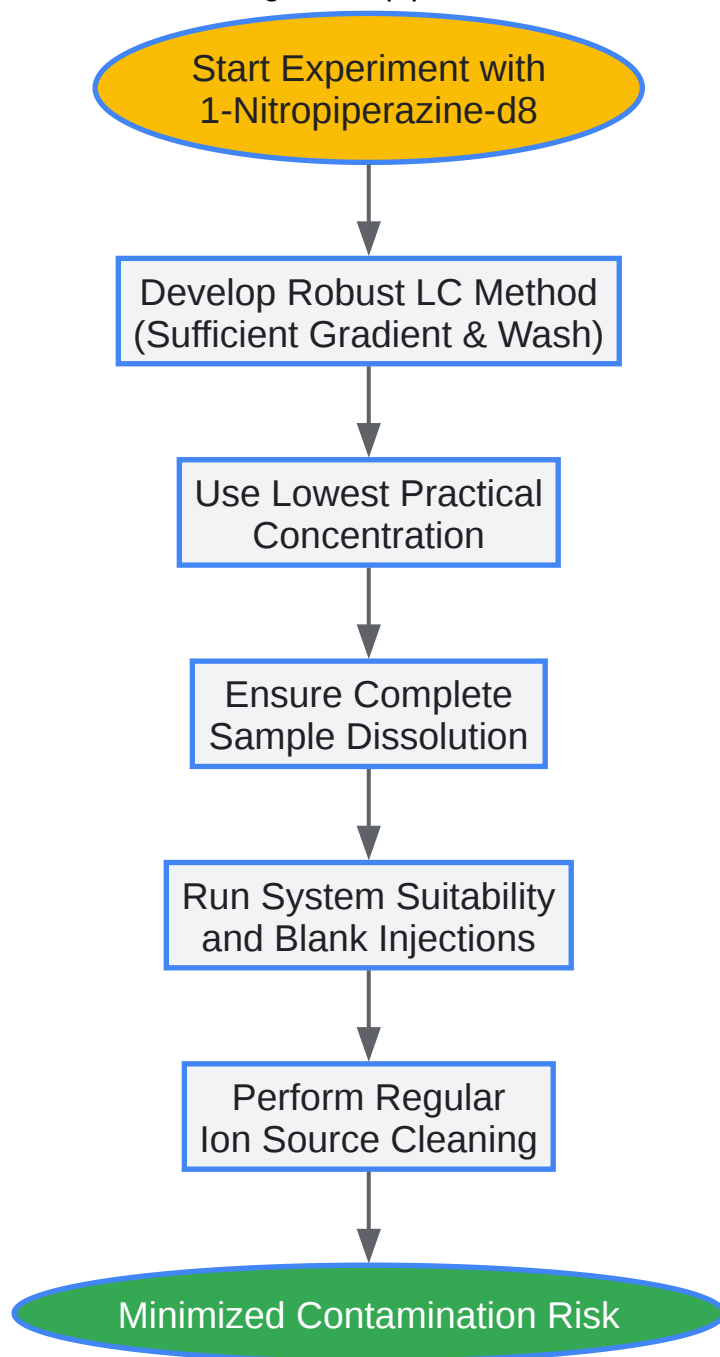 Start Experiment with
1-Nitropiperazine-d8
Develop Robust LC Method
(Sufficient Gradient & Wash)
Use Lowest Practical
Concentration
Ensure Complete
Sample Dissolution
Run System Suitability
and Blank Injections
Perform Regular
Ion Source Cleaning
Minimized Contamination Risk